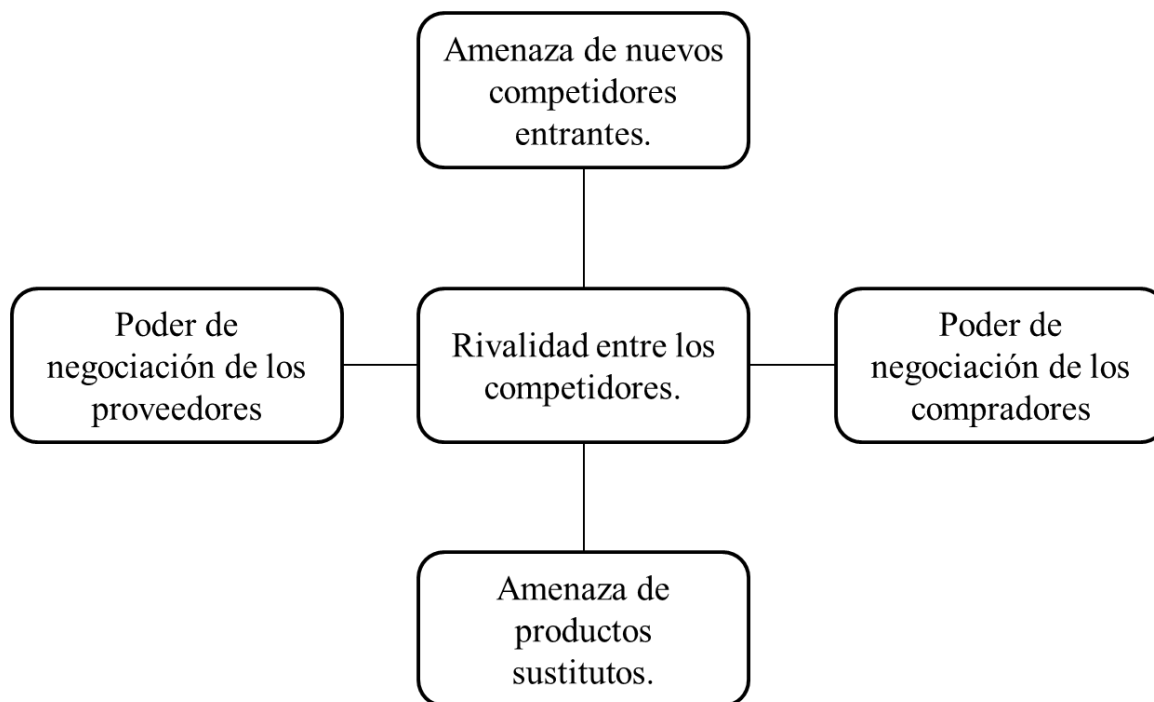 Amenaza de nuevos
competidores
entrantes.
Poder de
negociación de los
proveedores
Rivalidad entre los
competidores.
Poder de
negociación de los
compradores
Amenaza de
productos
sustitutos.